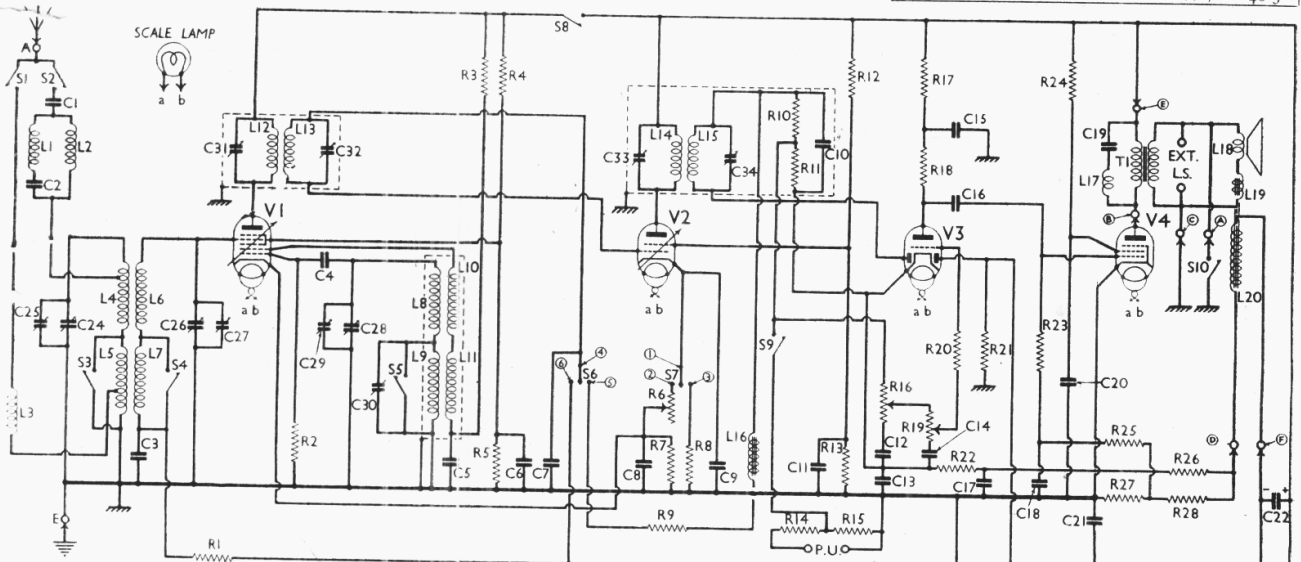 S8
A
SCALE LAMP
S1 S2
a b
C1
L1 L2
C2
R3 R4
R12
R17
R24
E
L12 L13
C31 C32
L14 L15
C33 C34
R10
R11
C10
C15
R18
C16
C19
T1
L17
EXT.
L.S.
L18
L19
B C A
V1
V2
V3
V4
S10
L20
C4
L10
a b
a b
a b
a b
L4 L6
L8
C25 C24 C26 C27
C29 C28
L5 L7
S3 S4
L9 L11
S5
C30
L3
C3
R2
R5
C5
C6
C7
4
6 S6 5
1
2 S7 3
R6
R7 R8
C8 C9
S9
R20 R21
R23
C20
R16
R19
C14
C12
L16
C11 R13
R22
C13
C17
R25
D F
R26
R27 R28
C18
C21
C22
- +
E
R9
R14 R15
P.U.
R1